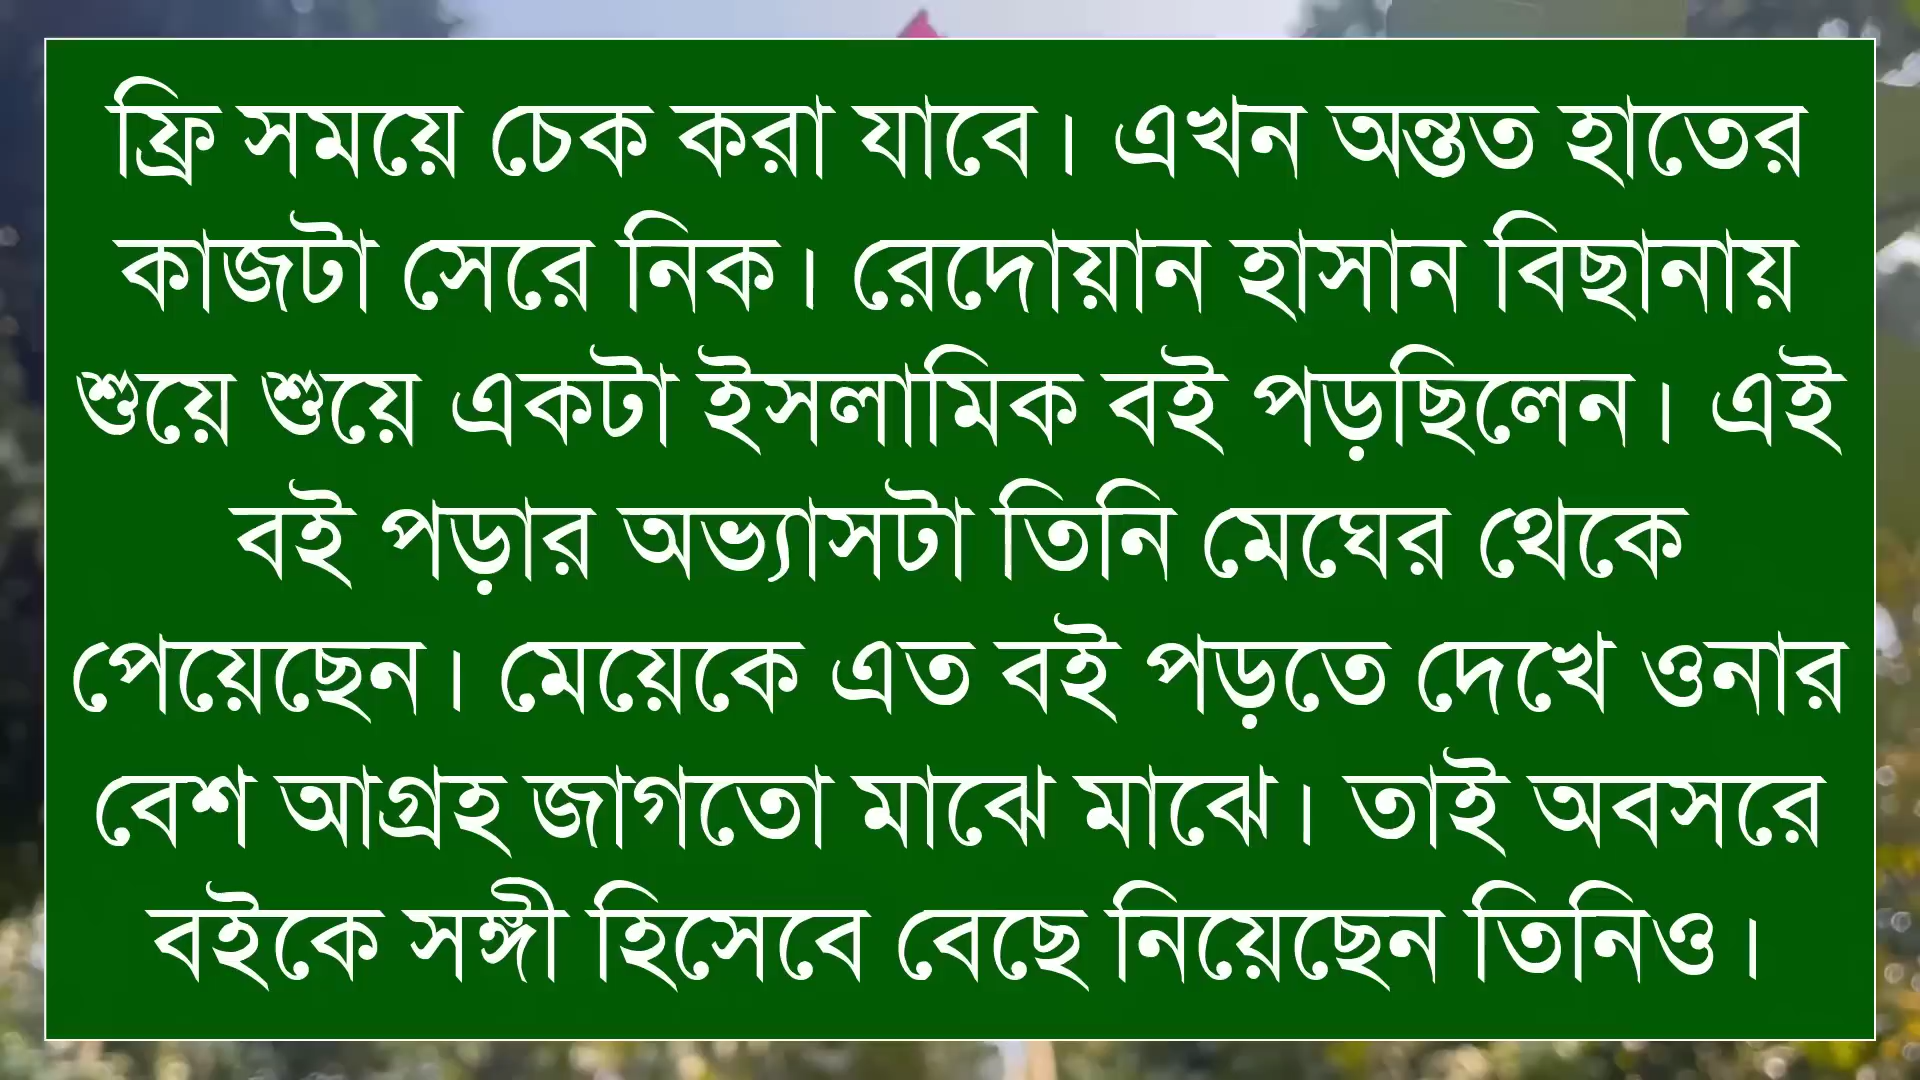 ফ্রি সময়ে চেক করা যাবে। এখন অন্তত হাতের
কাজটা সেরে নিক। রেদোয়ান হাসান বিছানায়
শুয়ে শুয়ে একটা ইসলামিক বই পড়ছিলেন। এই
বই পড়ার অভ্যাসটা তিনি মেঘের থেকে
পেয়েছেন। মেয়েকে এত বই পড়তে দেখে ওনার
বেশ আগ্রহ জাগতো মাঝে মাঝে। তাই অবসরে
বইকে সঙ্গী হিসেবে বেছে নিয়েছেন তিনিও।